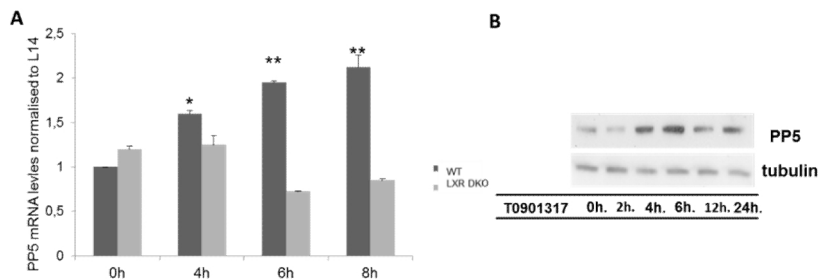 A
PP5 mRNA levles normalised to L14
2,5
2
1,5
1
0,5
0
*
**
**
0h
4h
6h
8h
WT
LXR DKO
B
PP5
tubulin
T0901317 0h. 2h. 4h. 6h. 12h. 24h.